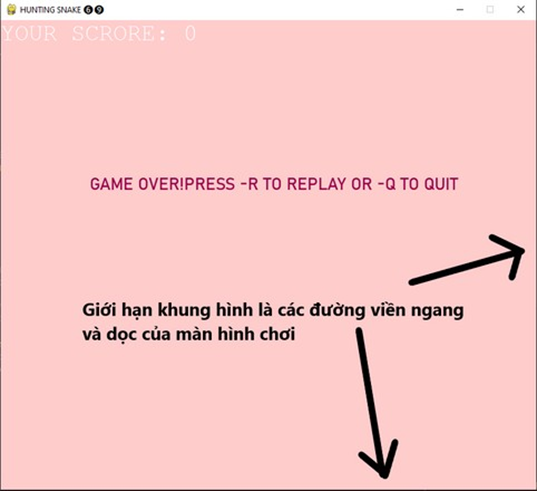 HUNTING SNAKE ❻❾
YOUR SCRORE: 0
GAME OVER!PRESS -R TO REPLAY OR -Q TO QUIT
Giới hạn khung hình là các đường viền ngang
và dọc của màn hình chơi